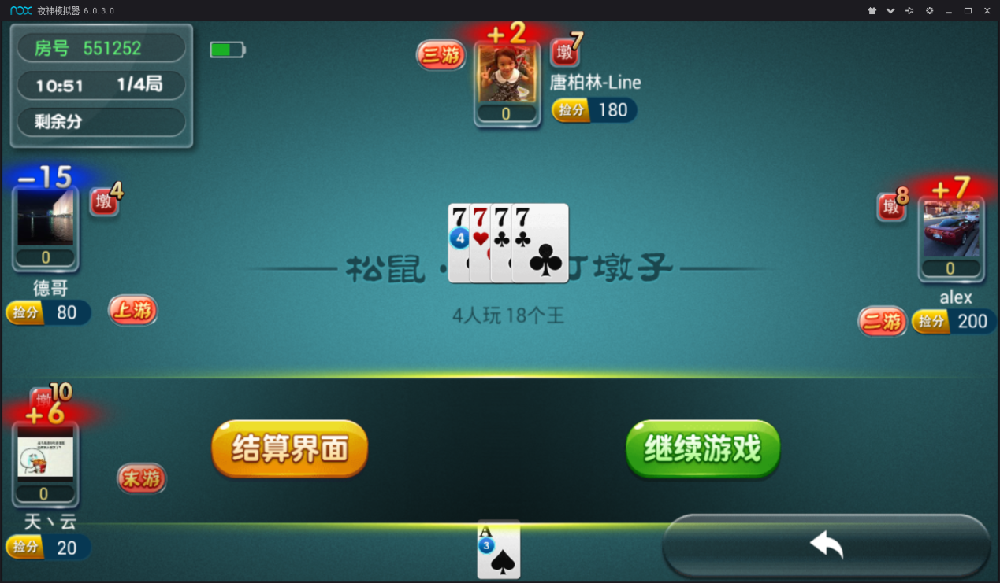 nox 夜神模拟器 6.0.3.0
房号 551252
10:51 1/4局
剩余分
三游
+2
墩 7
唐柏林-Line
0
捡分 180
-15
墩 4
0
德哥
捡分 80
上游
7 7 7 7
4
松鼠·
墩子
4人玩 18个王
墩 8
+7
0
alex
二游
捡分 200
墩 10
+6
0
天丶云
捡分 20
末游
结算界面
继续游戏
A
3